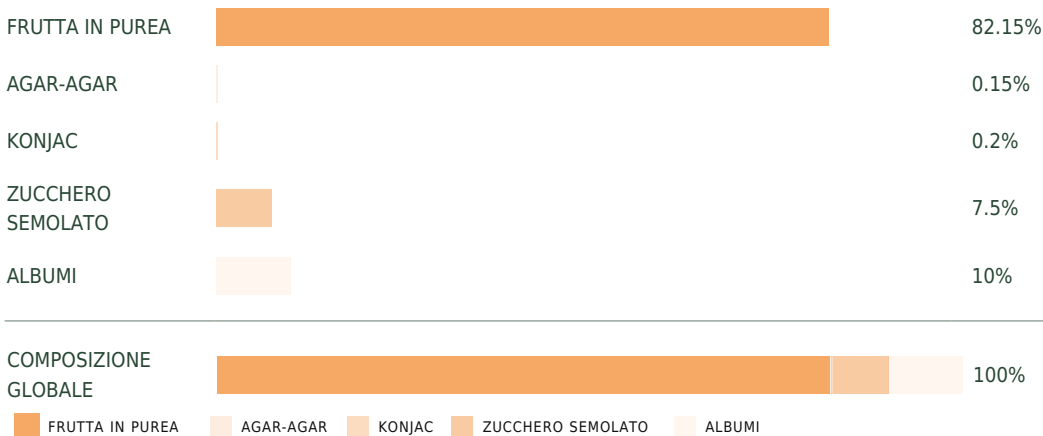 FRUTTA IN PUREA 82.15%
AGAR-AGAR 0.15%
KONJAC 0.2%
ZUCCHERO
SEMOLATO 7.5%
ALBUMI 10%
COMPOSIZIONE
GLOBALE 100%
FRUTTA IN PUREA AGAR-AGAR KONJAC ZUCCHERO SEMOLATO ALBUMI